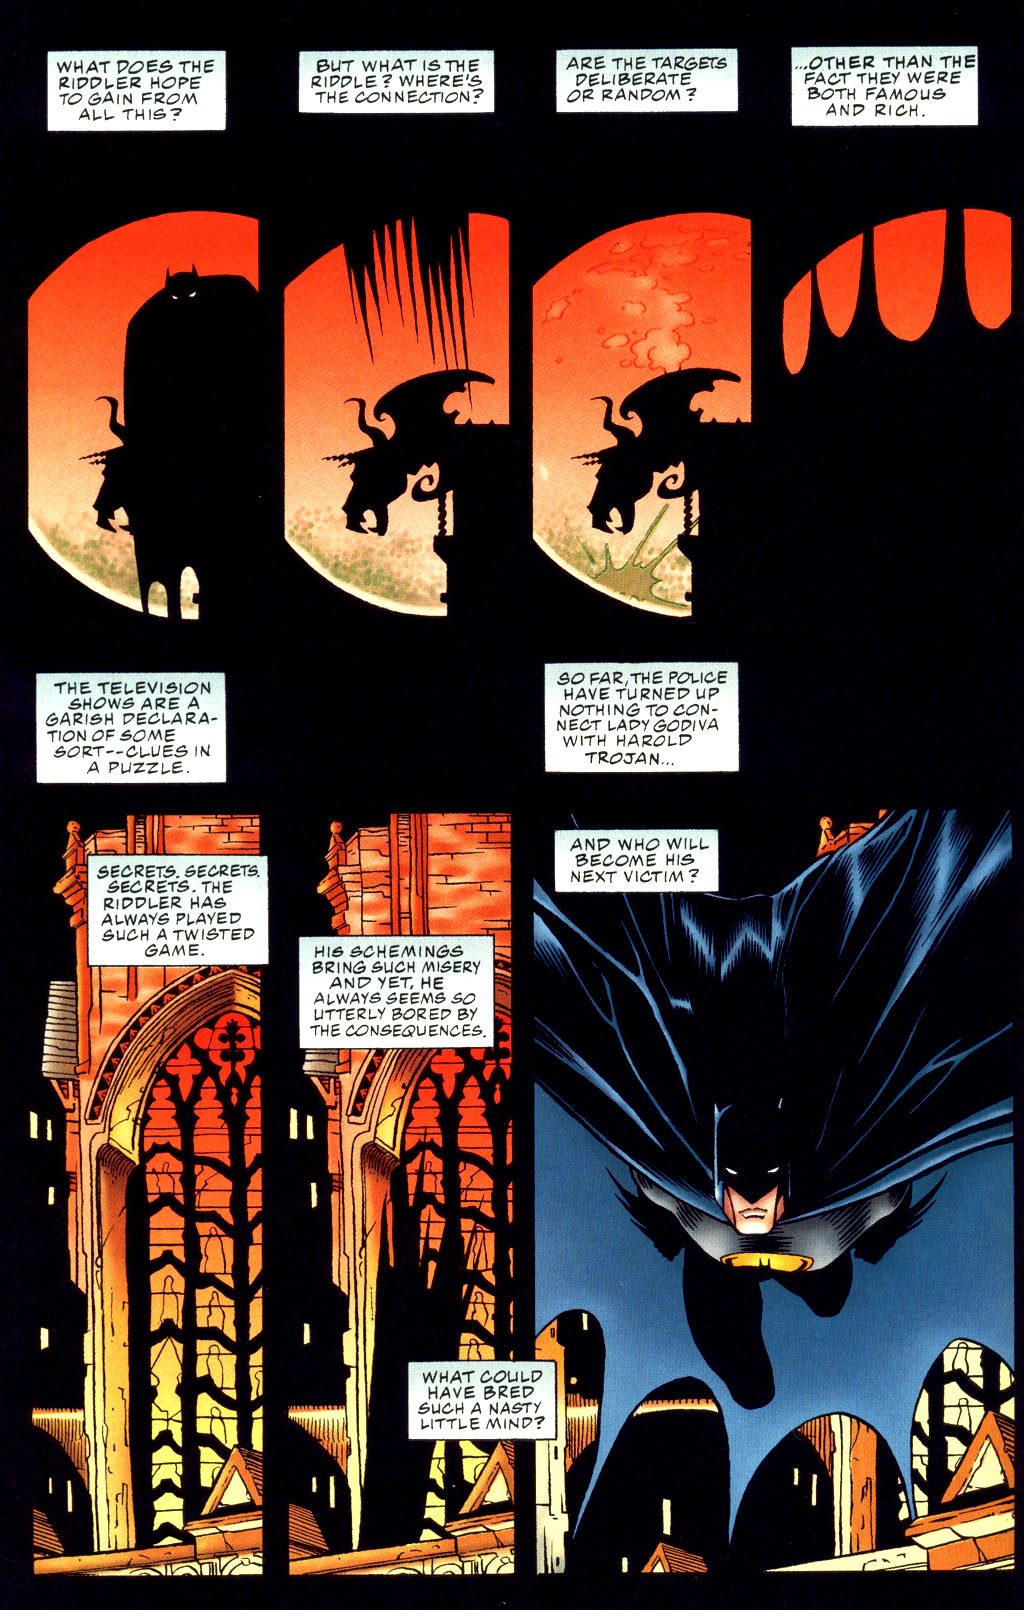 WHAT DOES THE
RIDDLER HOPE
TO GAIN FROM
ALL THIS?
BUT WHAT IS THE
RIDDLE? WHERE'S
THE CONNECTION?
ARE THE TARGETS
DELIBERATE
OR RANDOM?
...OTHER THAN THE
FACT THEY WERE
BOTH FAMOUS
AND RICH.
THE TELEVISION
SHOWS ARE A
GARISH DECLARA-
TION OF SOME
SORT--CLUES IN
A PUZZLE.
SO FAR, THE POLICE
HAVE TURNED UP
NOTHING TO CON-
NECT LADY GODIVA
WITH HAROLD
TROJAN...
SECRETS. SECRETS.
SECRETS. THE
RIDDLER HAS
ALWAYS PLAYED
SUCH A TWISTED
GAME.
HIS SCHEMINGS
BRING SUCH MISERY
AND YET, HE
ALWAYS SEEMS SO
UTTERLY BORED BY
THE CONSEQUENCES.
AND WHO WILL
BECOME HIS
NEXT VICTIM?
WHAT COULD
HAVE BRED
SUCH A NASTY
LITTLE MIND?